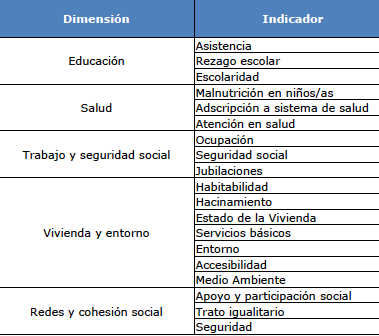 Dimensión Indicador
Educación
Asistencia
Rezago escolar
Escolaridad
Salud
Malnutrición en niños/as
Adscripción a sistema de salud
Atención en salud
Trabajo y seguridad social
Ocupación
Seguridad social
Jubilaciones
Vivienda y entorno
Habitabilidad
Hacinamiento
Estado de la Vivienda
Servicios básicos
Entorno
Accesibilidad
Medio Ambiente
Redes y cohesión social
Apoyo y participación social
Trato igualitario
Seguridad